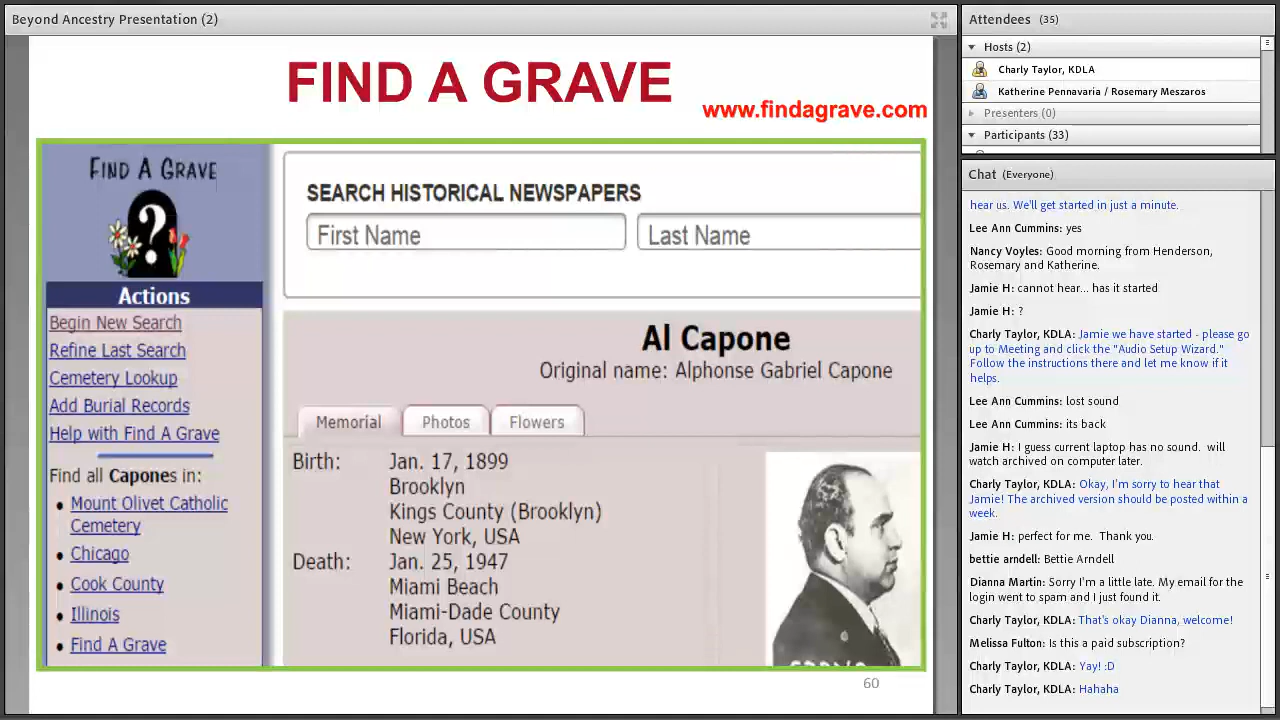 Beyond Ancestry Presentation (2)
FIND A GRAVE
www.findagrave.com
FIND A GRAVE
?
Actions
Begin New Search
Refine Last Search
Cemetery Lookup
Add Burial Records
Help with Find A Grave
Find all Capones in:
Mount Olivet Catholic
Cemetery
Chicago
Cook County
Illinois
Find A Grave
SEARCH HISTORICAL NEWSPAPERS
First Name
Last Name
Al Capone
Original name: Alphonse Gabriel Capone
Memorial
Photos
Flowers
Birth: Jan. 17, 1899
Brooklyn
Kings County (Brooklyn)
New York, USA
Death: Jan. 25, 1947
Miami Beach
Miami-Dade County
Florida, USA
60
Attendees (35)
Hosts (2)
Charly Taylor, KDLA
Katherine Pennavaria / Rosemary Meszaros
Presenters (0)
Participants (33)
Chat (Everyone)
hear us. We'll get started in just a minute.
Lee Ann Cummins: yes
Nancy Voyles: Good morning from Henderson,
Rosemary and Katherine.
Jamie H: cannot hear... has it started
Jamie H: ?
Charly Taylor, KDLA: Jamie we have started - please go
up to Meeting and click the "Audio Setup Wizard."
Follow the instructions there and let me know if it
helps.
Lee Ann Cummins: lost sound
Lee Ann Cummins: its back
Jamie H: I guess current laptop has no sound. will
watch archived on computer later.
Charly Taylor, KDLA: Okay, I'm sorry to hear that
Jamie! The archived version should be posted within a
week.
Jamie H: perfect for me. Thank you.
bettie arndell: Bettie Arndell
Dianna Martin: Sorry I'm a little late. My email for the
login went to spam and I just found it.
Charly Taylor, KDLA: That's okay Dianna, welcome!
Melissa Fulton: Is this a paid subscription?
Charly Taylor, KDLA: Yay! :D
Charly Taylor, KDLA: Hahaha